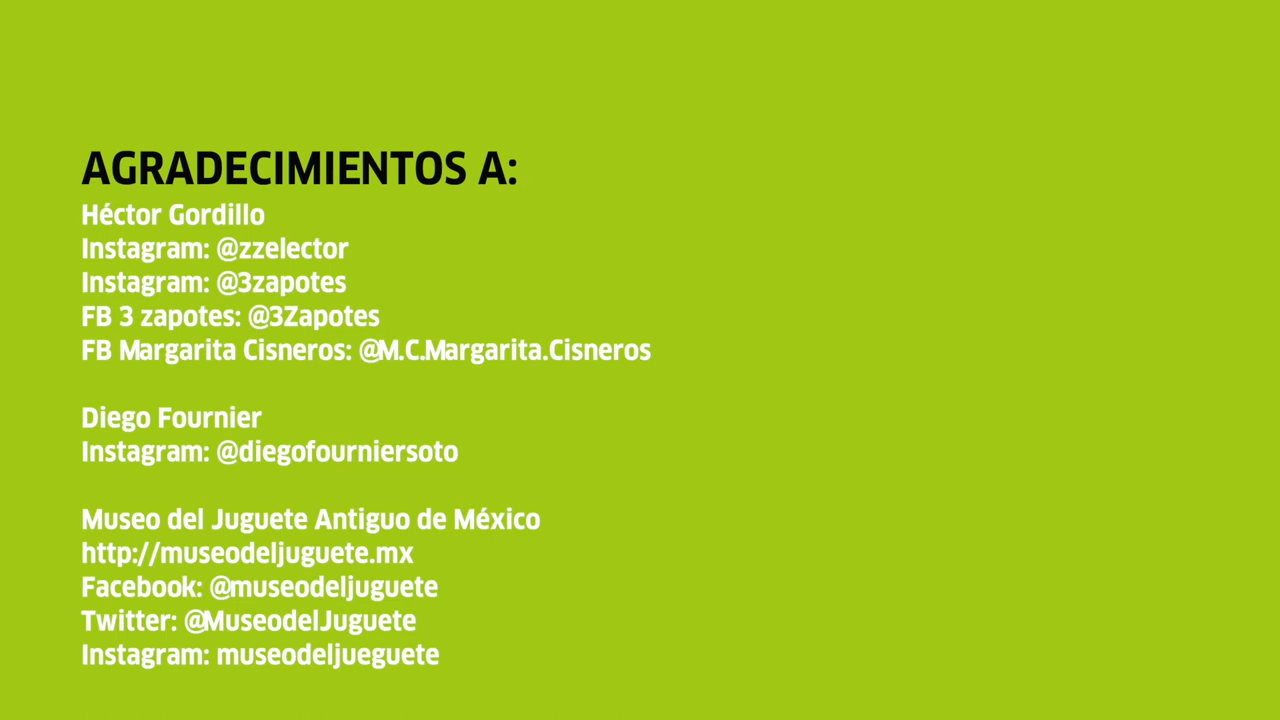 AGRADECIMIENTOS A:
Héctor Gordillo
Instagram: @zzelector
Instagram: @3zapotes
FB 3 zapotes: @3Zapotes
FB Margarita Cisneros: @M.C.Margarita.Cisneros
Diego Fournier
Instagram: @diegofourniersoto
Museo del Juguete Antiguo de México
http://museodeljuguete.mx
Facebook: @museodeljuguete
Twitter: @MuseodelJuguete
Instagram: museodeljueguete